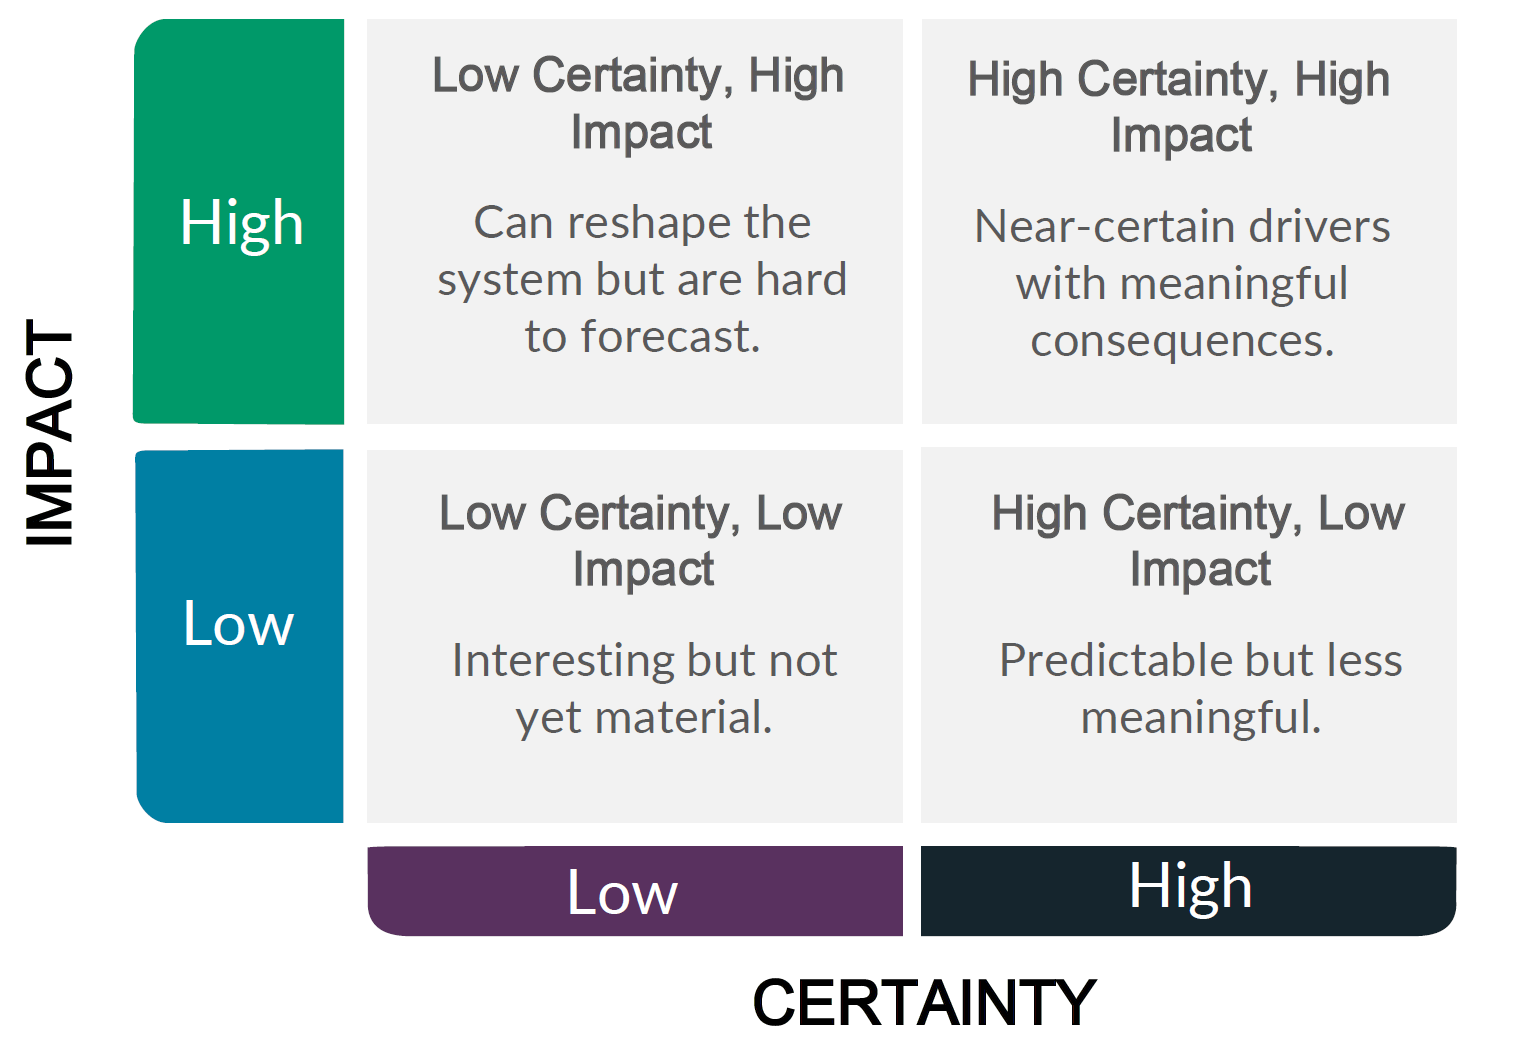 IMPACT
High
Low Certainty, High
Impact
Can reshape the
system but are hard
to forecast.
High Certainty, High
Impact
Near-certain drivers
with meaningful
consequences.
Low
Low Certainty, Low
Impact
Interesting but not
yet material.
High Certainty, Low
Impact
Predictable but less
meaningful.
Low
High
CERTAINTY